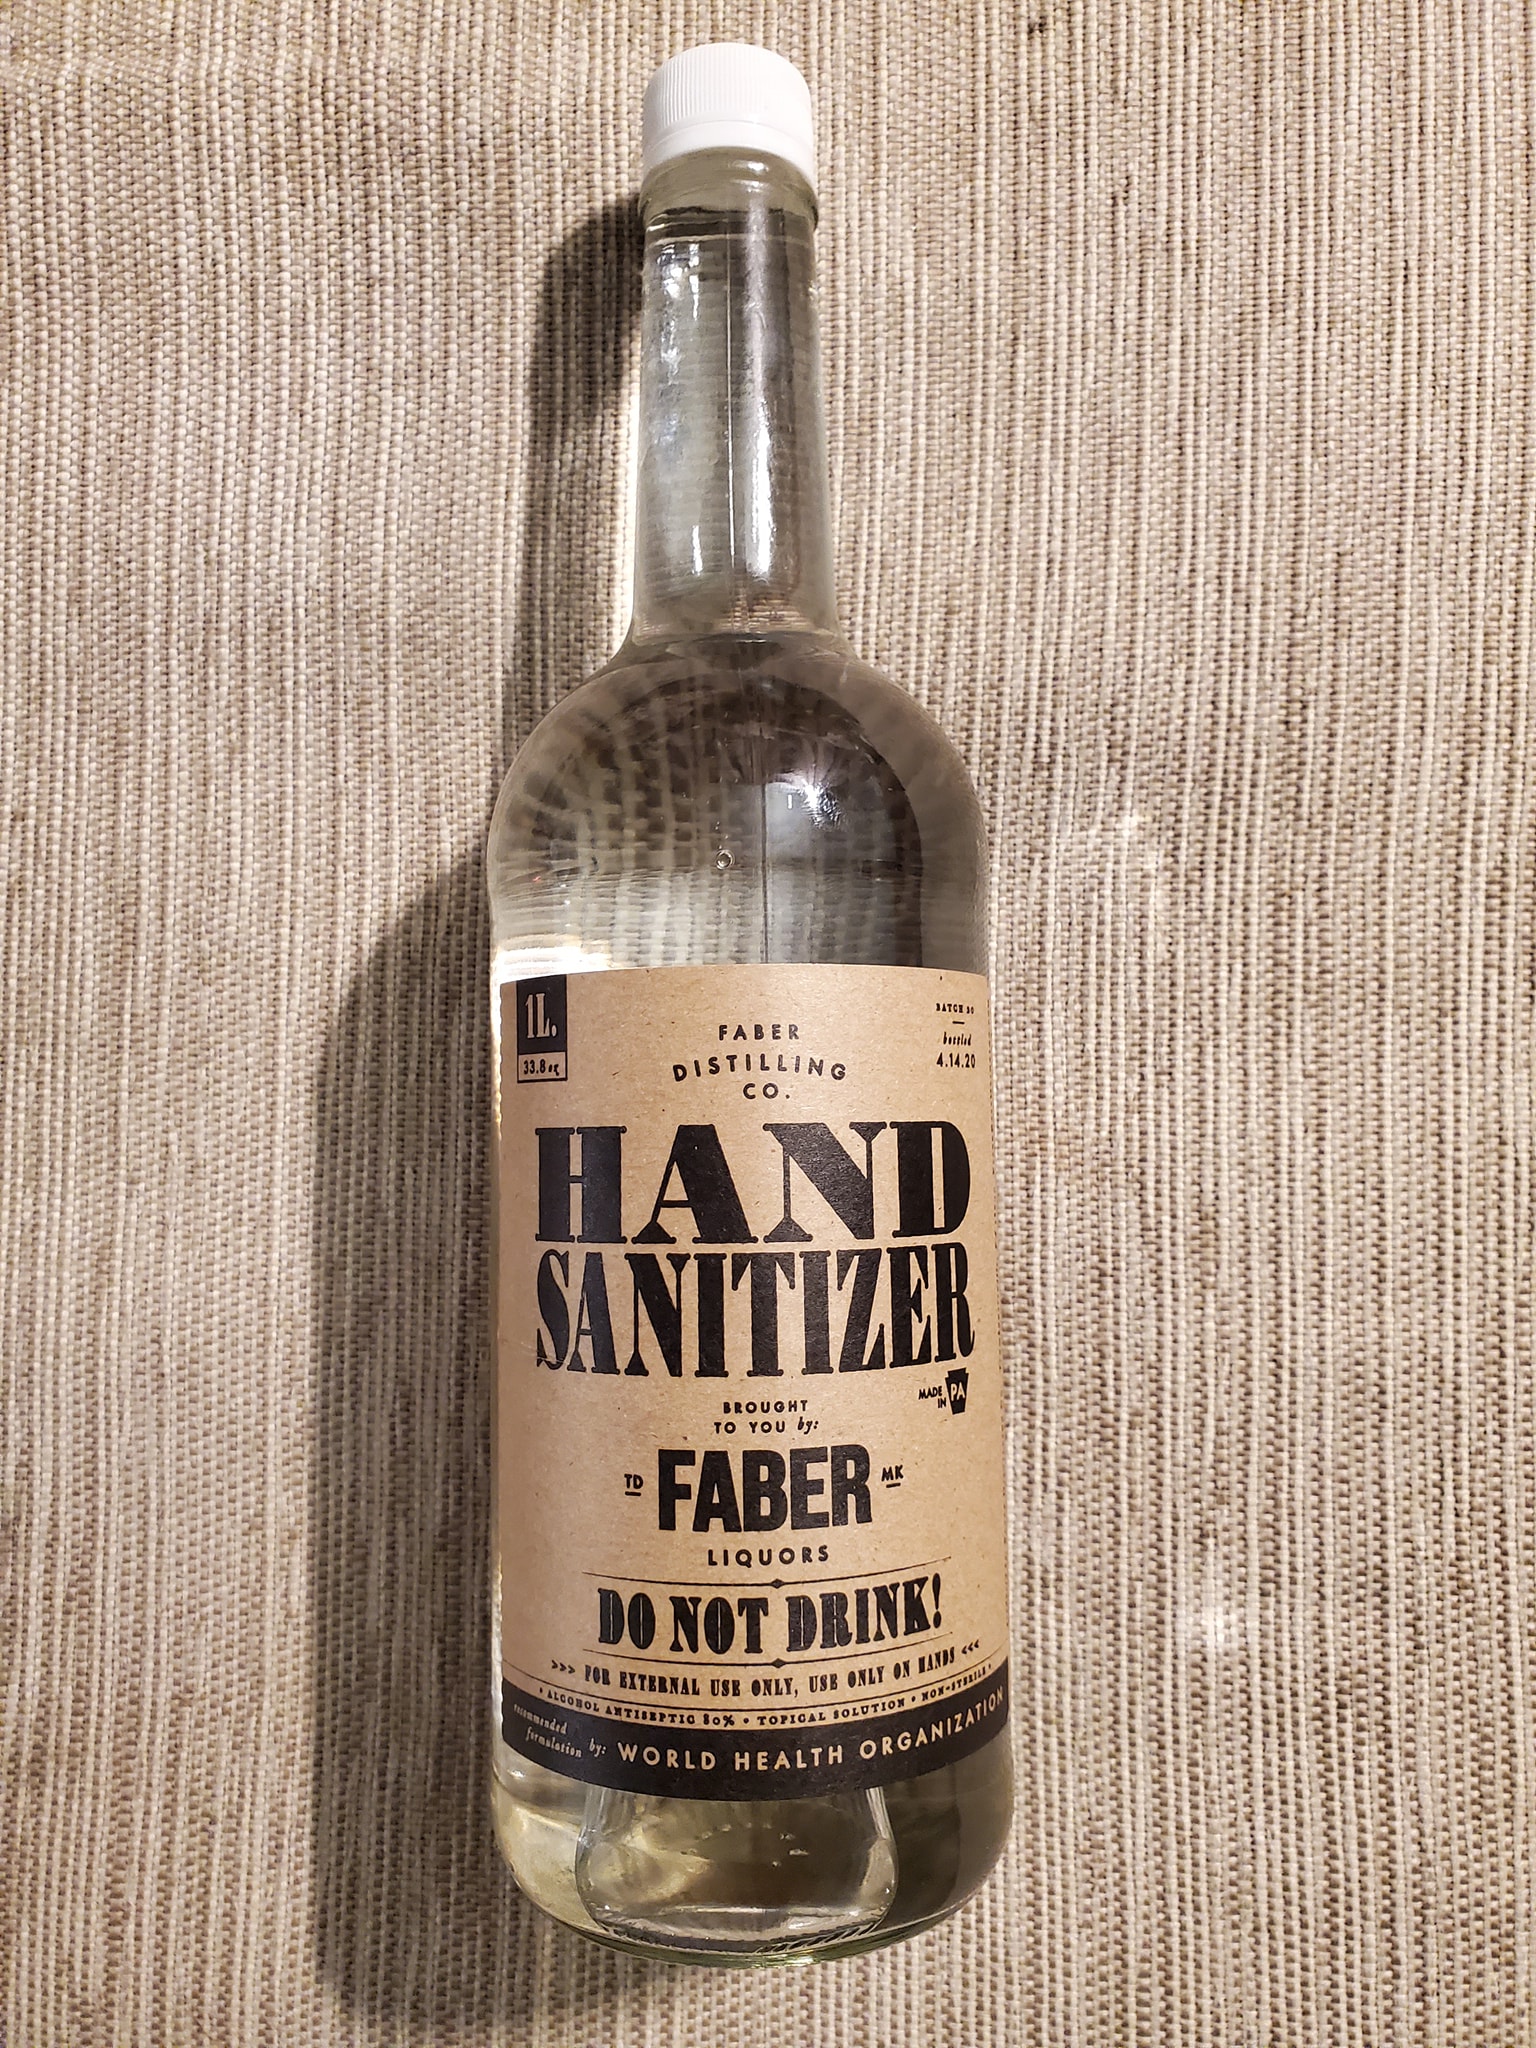 1L.
33.8 oz
BATCH 30
bottled
4.14.20
FABER
DISTILLING
CO.
HAND
SANITIZER
MADE
IN PA
BROUGHT
TO YOU by:
TD FABER MK
LIQUORS
DO NOT DRINK!
>>> FOR EXTERNAL USE ONLY, USE ONLY ON HANDS <<<
• ALCOHOL ANTISEPTIC 80% • TOPICAL SOLUTION • NON-STERILE •
recommended
formulation by: WORLD HEALTH ORGANIZATION